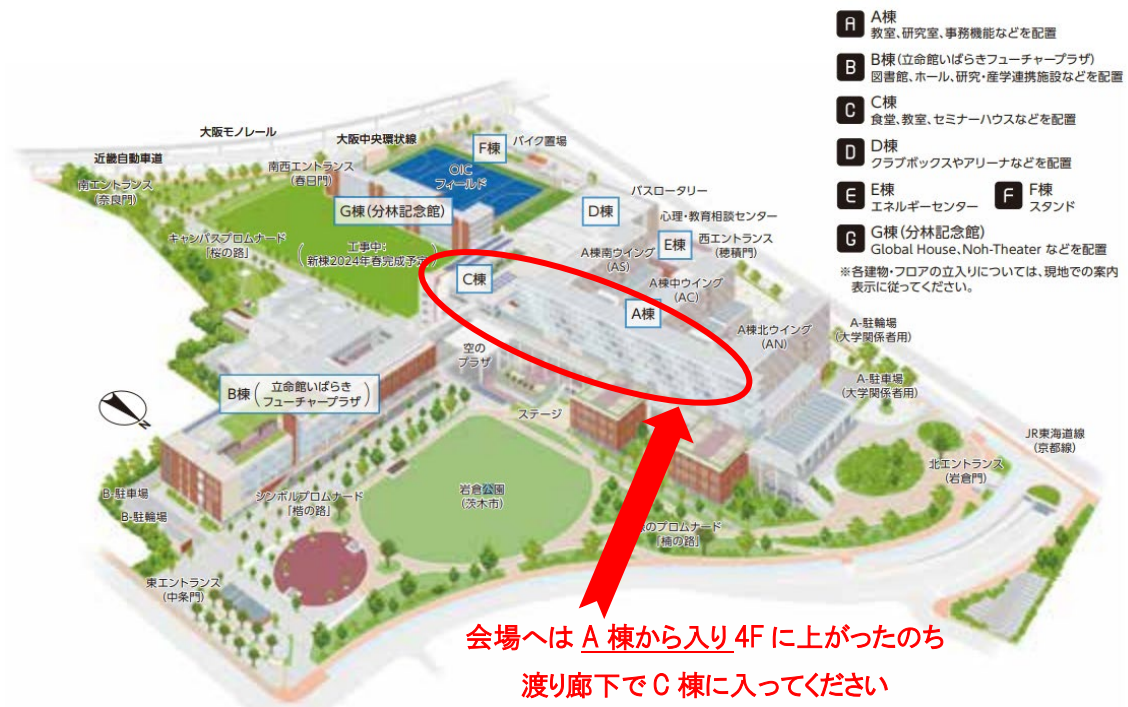 A
A棟
教室、研究室、事務機能などを配置
B
B棟(立命館いばらきフューチャープラザ)
図書館、ホール、研究・産学連携施設などを配置
C
C棟
食堂、教室、セミナーハウスなどを配置
D
D棟
クラブボックスやアリーナなどを配置
E
E棟
エネルギーセンター
F
F棟
スタンド
G
G棟(分林記念館)
Global House、Noh-Theater などを配置
※各建物・フロアの立入りについては、現地での案内
表示に従ってください。
大阪モノレール
大阪中央環状線
近畿自動車道
F棟
バイク置場
南西エントランス
(春日門)
OIC
フィールド
南エントランス
(奈良門)
バスロータリー
G棟(分林記念館)
D棟
心理・教育相談センター
キャンパスプロムナード
「桜の路」
工事中:
新棟2024年春完成予定
E棟
西エントランス
(穂積門)
A棟南ウイング
(AS)
C棟
A棟中ウイング
(AC)
A棟
A棟北ウイング
(AN)
A-駐輪場
(大学関係者用)
空の
プラザ
A-駐車場
(大学関係者用)
B棟(立命館いばらき
フューチャープラザ)
N
ステージ
JR東海道線
(京都線)
北エントランス
(岩倉門)
岩倉公園
(茨木市)
B-駐車場
シンボルプロムナード
「楷の路」
B-駐輪場
のプロムナード
「楠の路」
東エントランス
(中条門)
会場へは A 棟から入り 4F に上がったのち
渡り廊下で C 棟に入ってください